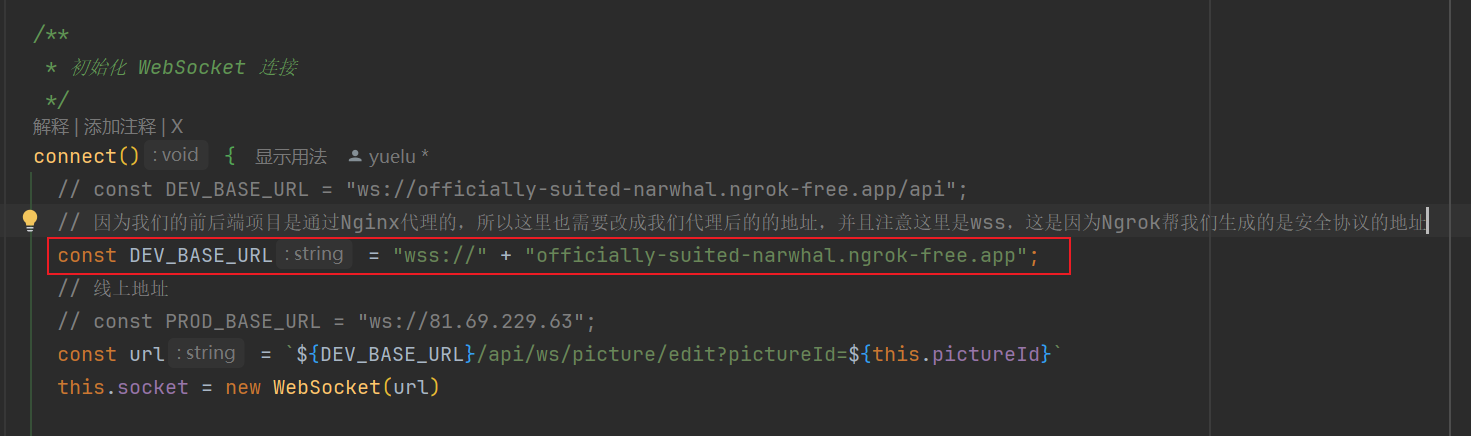 /**
* 初始化 WebSocket 连接
*/
解释 | 添加注释 | X
connect() : void { 显示用法 yuelu *
// const DEV_BASE_URL = "ws://officially-suited-narwhal.ngrok-free.app/api";
// 因为我们的前后端项目是通过Nginx代理的，所以这里也需要改成我们代理后的的地址，并且注意这里是wss，这是因为Ngrok帮我们生成的是安全协议的地址
const DEV_BASE_URL : string = "wss://" + "officially-suited-narwhal.ngrok-free.app";
// 线上地址
// const PROD_BASE_URL = "ws://81.69.229.63";
const url : string = `${DEV_BASE_URL}/api/ws/picture/edit?pictureId=${this.pictureId}`
this.socket = new WebSocket(url)